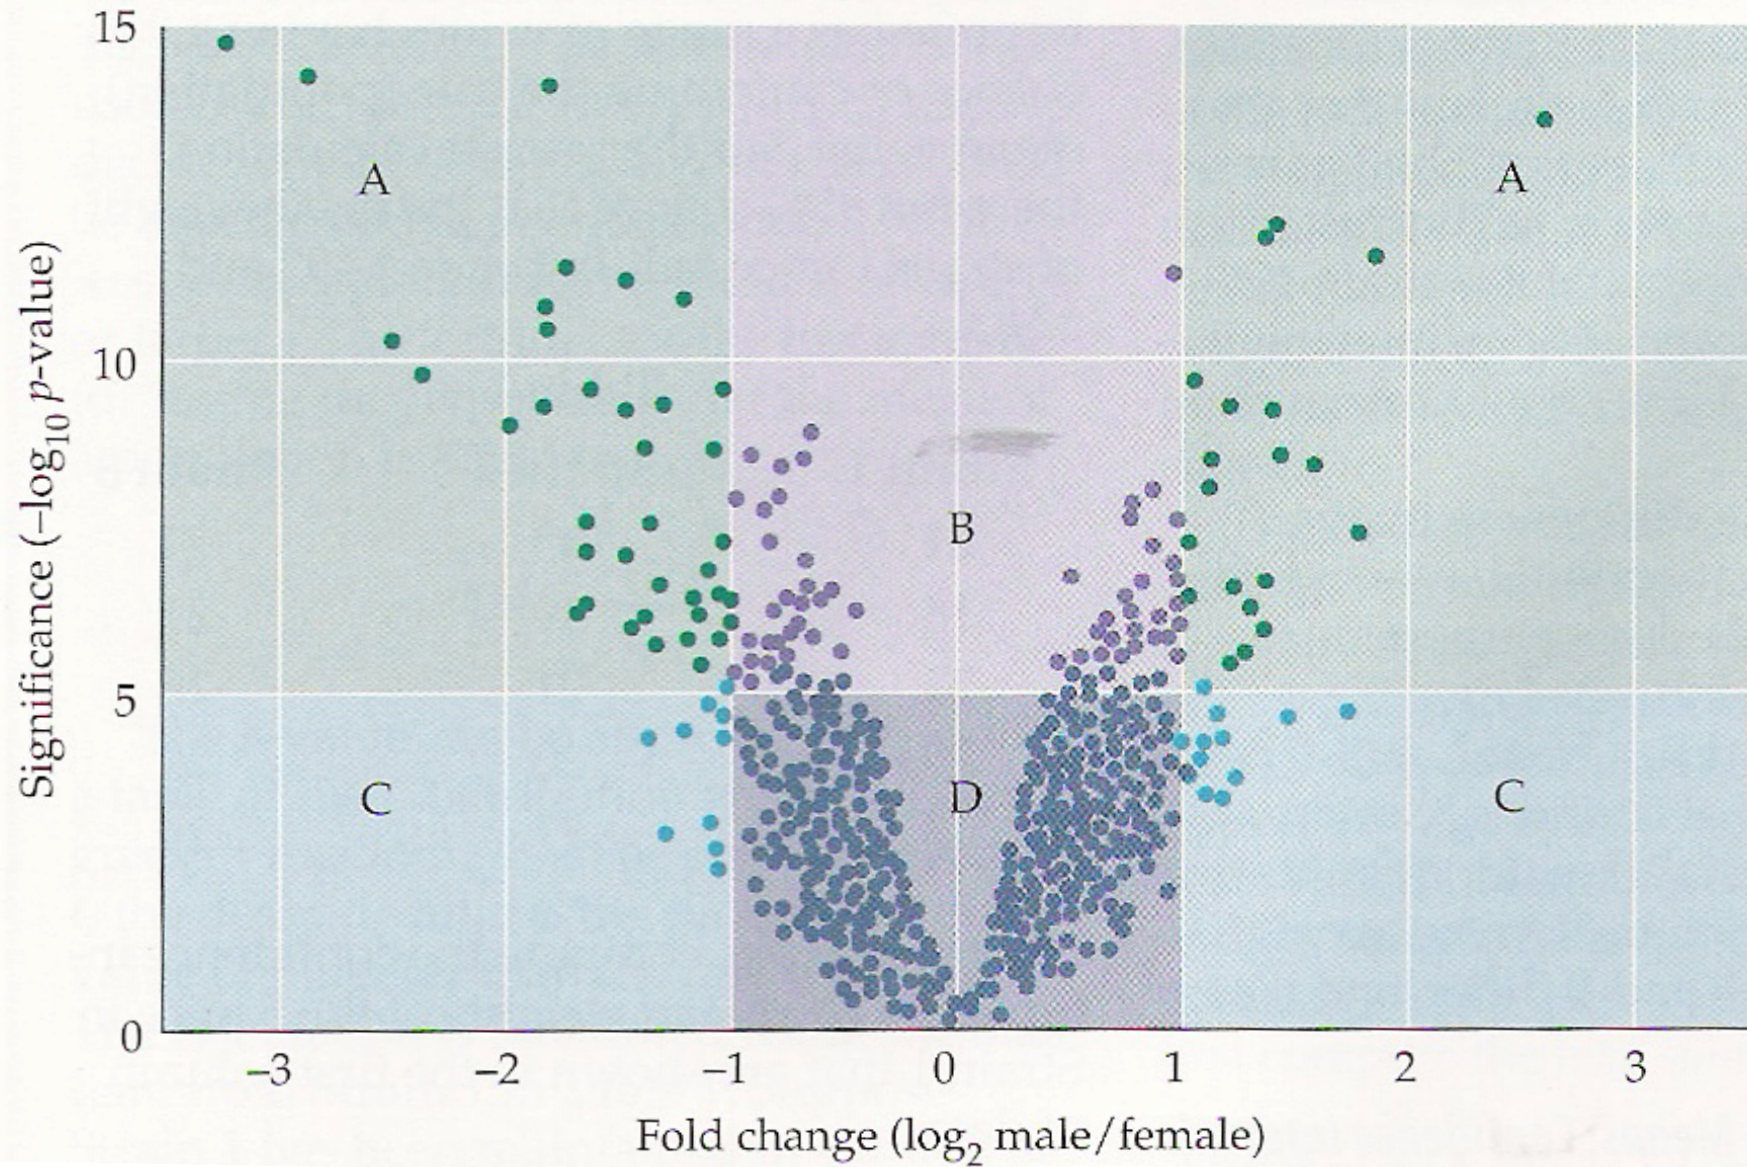 15
A
A
10
B
5
C
D
C
0
–3
–2
–1
0
1
2
3
Significance (–log10 p-value)
Fold change (log2 male/female)